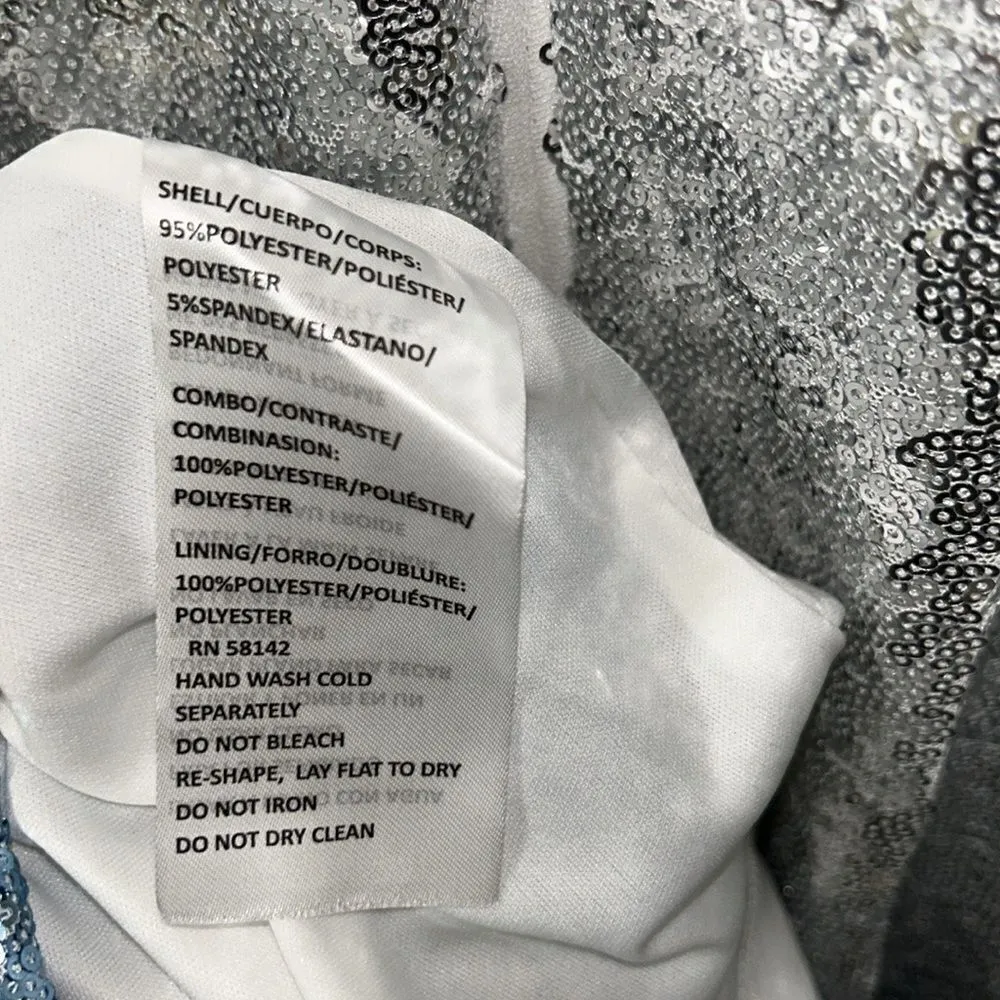 SHELL/CUERPO/CORPS:
95%POLYESTER/POLIÉSTER/
POLYESTER
5%SPANDEX/ELASTANO/
SPANDEX
COMBO/CONTRASTE/
COMBINASION:
100%POLYESTER/POLIÉSTER/
POLYESTER
LINING/FORRO/DOUBLURE:
100%POLYESTER/POLIÉSTER/
POLYESTER
RN 58142
HAND WASH COLD
SEPARATELY
DO NOT BLEACH
RE-SHAPE, LAY FLAT TO DRY
DO NOT IRON
DO NOT DRY CLEAN